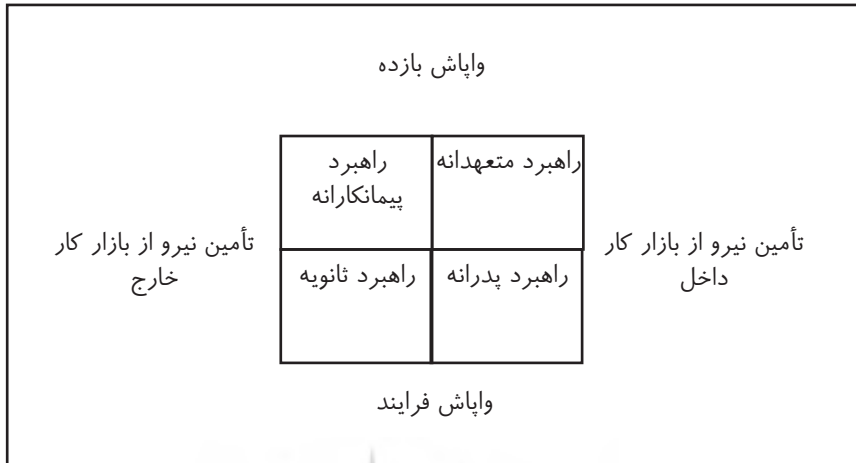 واپاش بازده
راهبرد متعهدانه
راهبرد
پیمانکارانه
تأمین نیرو از بازار کار
داخل
تأمین نیرو از بازار کار
خارج
راهبرد پدرانه
راهبرد ثانویه
واپاش فرایند